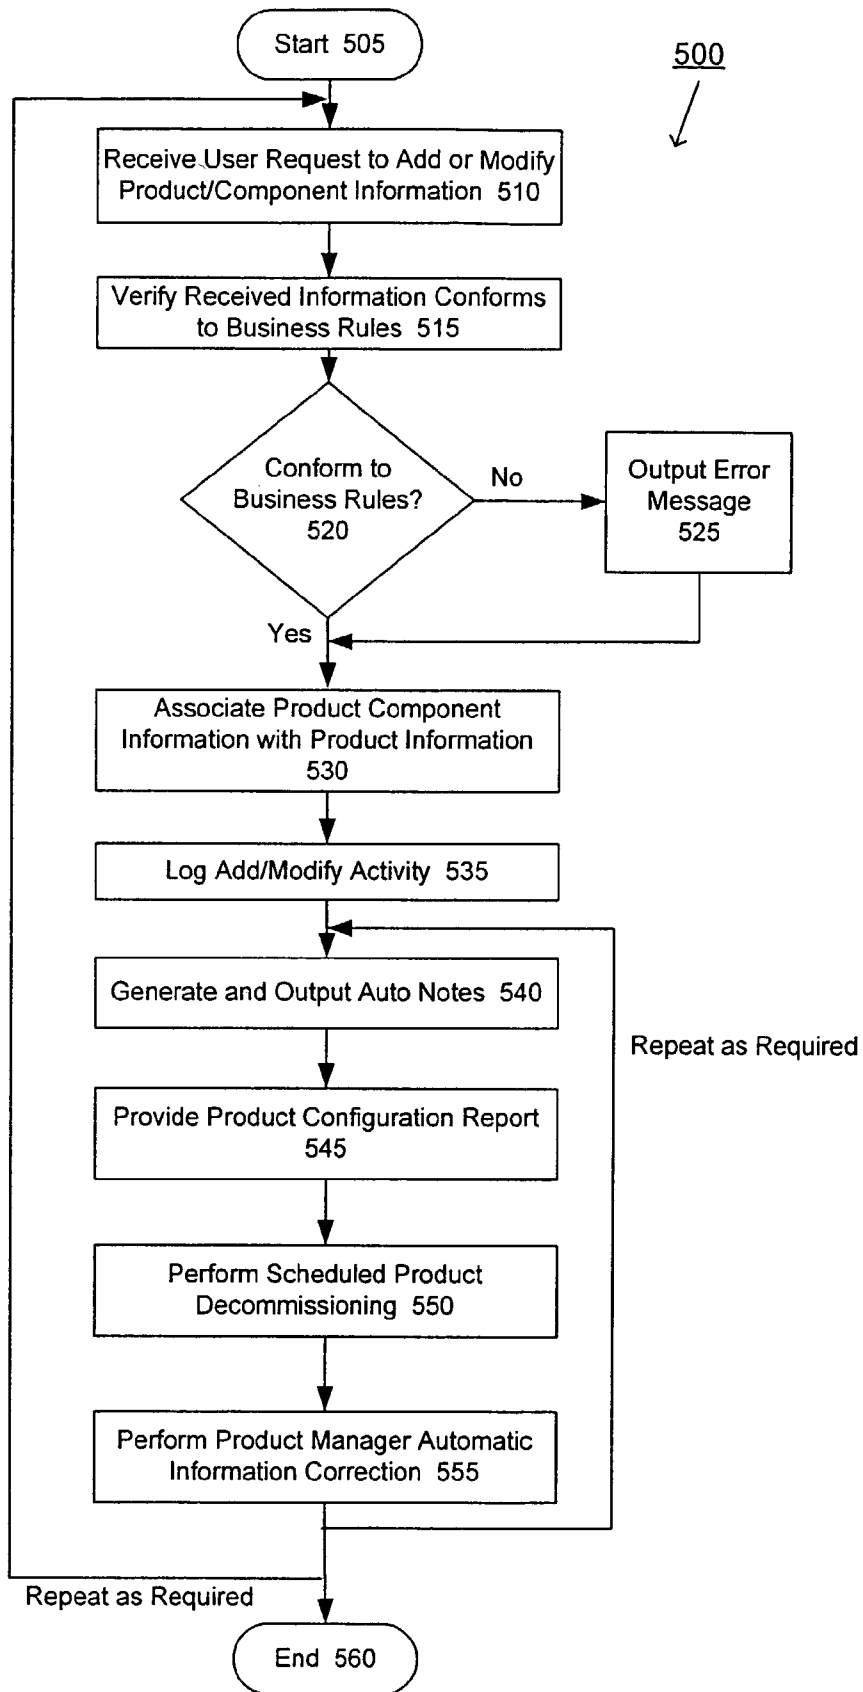 Start 505
500
Receive User Request to Add or Modify
Product/Component Information 510
Verify Received Information Conforms
to Business Rules 515
Conform to
Business Rules?
520
No
Output Error
Message
525
Yes
Associate Product Component
Information with Product Information
530
Log Add/Modify Activity 535
Generate and Output Auto Notes 540
Repeat as Required
Provide Product Configuration Report
545
Perform Scheduled Product
Decommissioning 550
Perform Product Manager Automatic
Information Correction 555
Repeat as Required
End 560